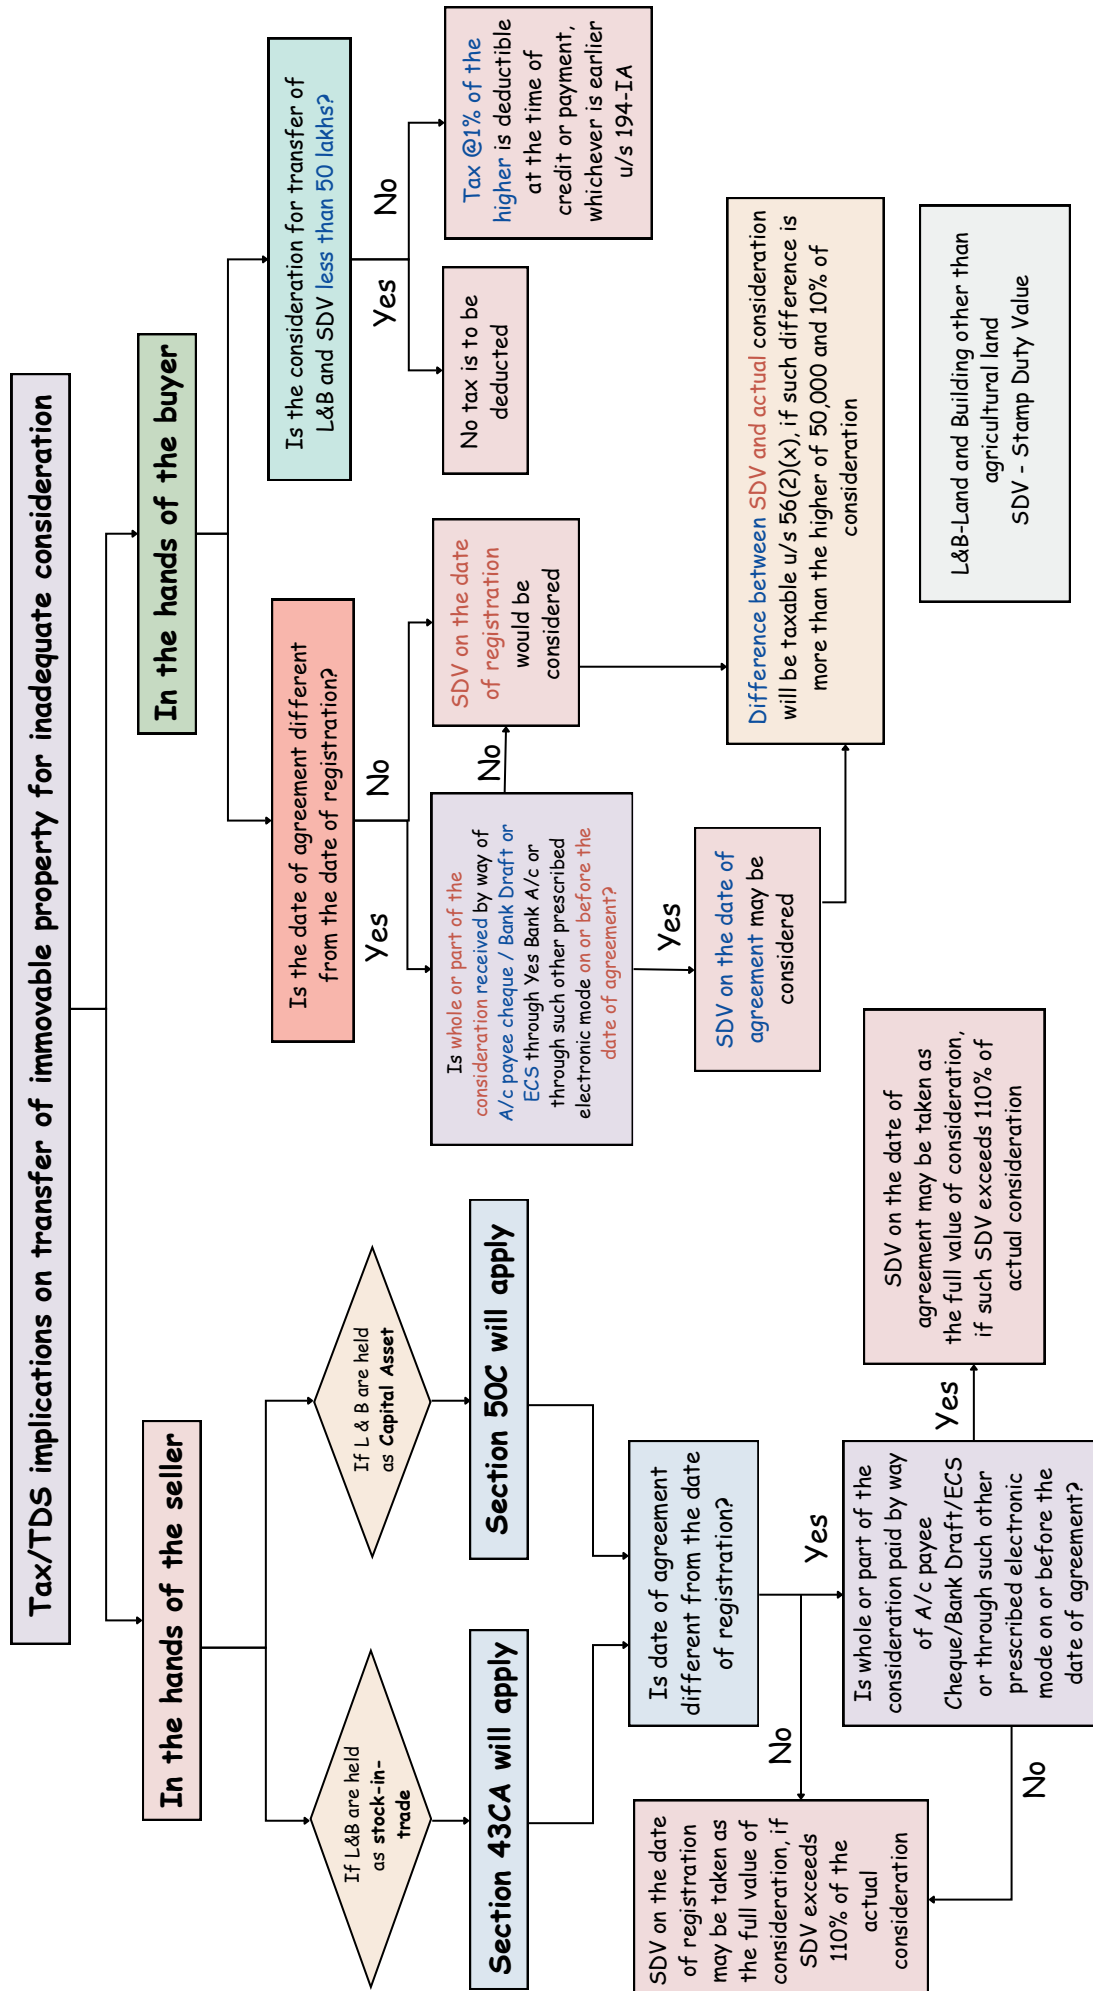 Tax/TDS implications on transfer of immovable property for inadequate consideration
In the hands of the seller
In the hands of the buyer
If L&B are held
as stock-in-
trade
If L & B are held
as Capital Asset
Section 43CA will apply
Section 50C will apply
Is date of agreement
different from the date
of registration?
No
Yes
SDV on the date
of registration
may be taken as
the full value of
consideration, if
SDV exceeds
110% of the
actual
consideration
Is whole or part of the
consideration paid by way
of A/c payee
Cheque/Bank Draft/ECS
or through such other
prescribed electronic
mode on or before the
date of agreement?
No
Yes
SDV on the date of
agreement may be taken as
the full value of consideration,
if such SDV exceeds 110% of
actual consideration
Is the date of agreement different
from the date of registration?
Yes
No
Is whole or part of the
consideration received by way of
A/c payee cheque / Bank Draft or
ECS through Yes Bank A/c or
through such other prescribed
electronic mode on or before the
date of agreement?
No
Yes
SDV on the date
of registration
would be
considered
SDV on the date of
agreement may be
considered
Difference between SDV and actual consideration
will be taxable u/s 56(2)(x), if such difference is
more than the higher of 50,000 and 10% of
consideration
Is the consideration for transfer of
L&B and SDV less than 50 lakhs?
Yes
No
No tax is to be
deducted
Tax @1% of the
higher is deductible
at the time of
credit or payment,
whichever is earlier
u/s 194-IA
L&B-Land and Building other than
agricultural land
SDV - Stamp Duty Value